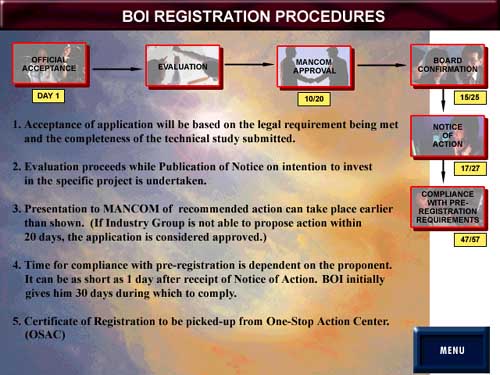 BOI REGISTRATION PROCEDURES
OFFICIAL
ACCEPTANCE
EVALUATION
MANCOM
APPROVAL
BOARD
CONFIRMATION
DAY 1
10/20
15/25
NOTICE
OF
ACTION
17/27
COMPLIANCE
WITH PRE-
REGISTRATION
REQUIREMENTS
47/57
1. Acceptance of application will be based on the legal requirement being met
and the completeness of the technical study submitted.
2. Evaluation proceeds while Publication of Notice on intention to invest
in the specific project is undertaken.
3. Presentation to MANCOM of recommended action can take place earlier
than shown. (If Industry Group is not able to propose action within
20 days, the application is considered approved.)
4. Time for compliance with pre-registration is dependent on the proponent.
It can be as short as 1 day after receipt of Notice of Action. BOI initially
gives him 30 days during which to comply.
5. Certificate of Registration to be picked-up from One-Stop Action Center.
(OSAC)
MENU